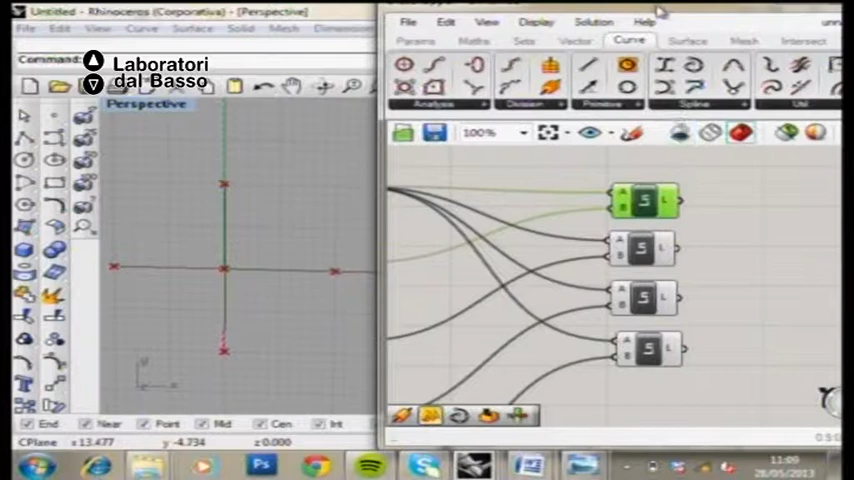 Untitled - Rhinoceros (Corporativa) - [Perspective]
File Edit View Curve Surface Solid Mesh Dimension
Command:
Laboratori
dal Basso
Perspective
File Edit View Display Solution Help
Params Maths Sets Vector Curve Surface Mesh Intersect
Analysis Division Primitive Spline Util
100%
A B L
A B L
A B L
A B L
End Near Point Mid Cen Int
CPlane x 13.477 y -4.734 z 0.000
11:09
28/05/2013